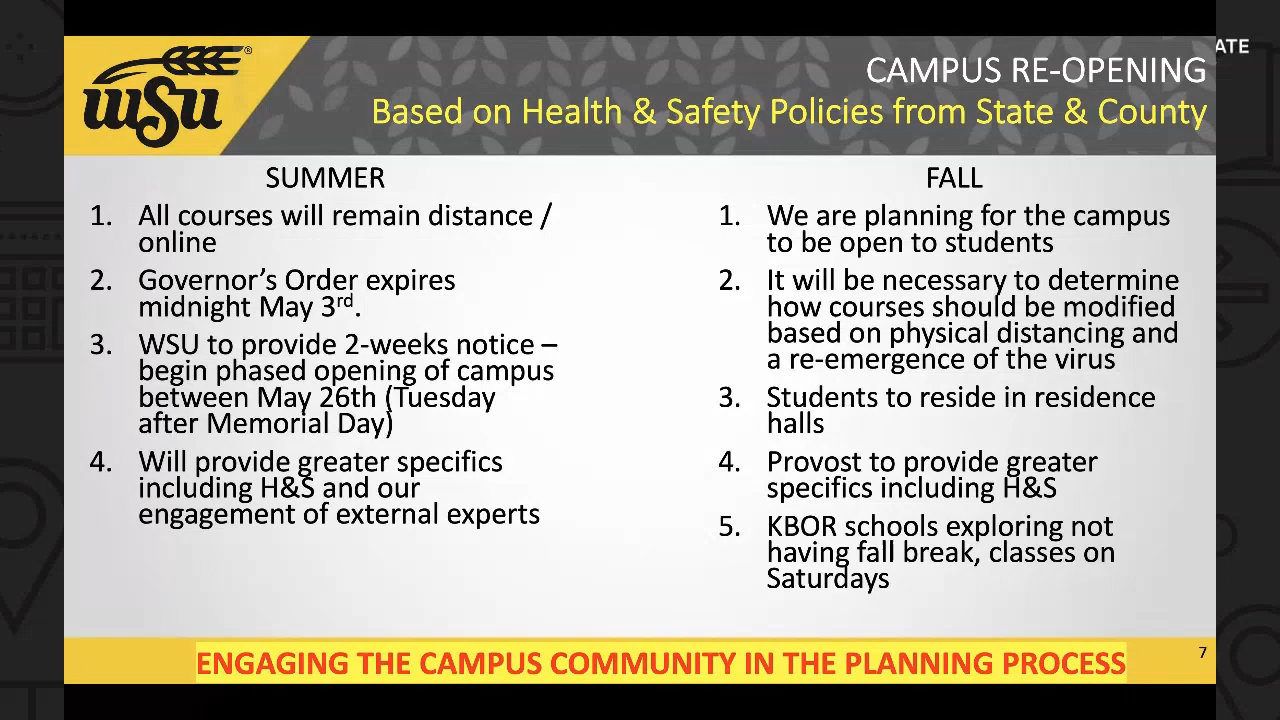 WSU
®
ATE
CAMPUS RE-OPENING
Based on Health & Safety Policies from State & County
SUMMER
1. All courses will remain distance /
online
2. Governor’s Order expires
midnight May 3rd.
3. WSU to provide 2-weeks notice –
begin phased opening of campus
between May 26th (Tuesday
after Memorial Day)
4. Will provide greater specifics
including H&S and our
engagement of external experts
FALL
1. We are planning for the campus
to be open to students
2. It will be necessary to determine
how courses should be modified
based on physical distancing and
a re-emergence of the virus
3. Students to reside in residence
halls
4. Provost to provide greater
specifics including H&S
5. KBOR schools exploring not
having fall break, classes on
Saturdays
ENGAGING THE CAMPUS COMMUNITY IN THE PLANNING PROCESS
7